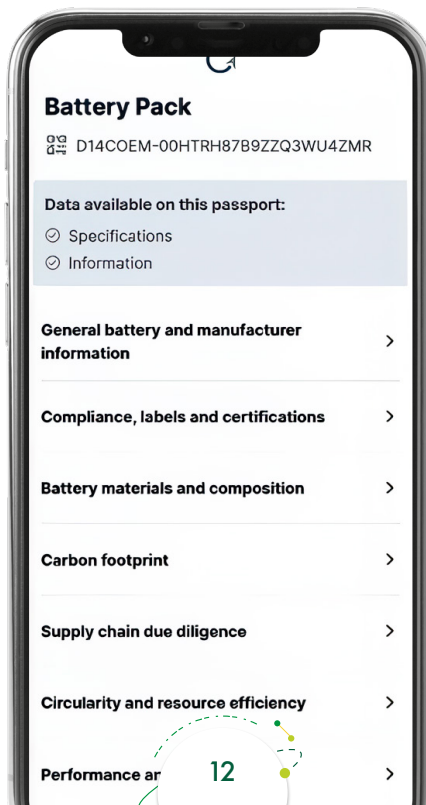 Battery Pack
D14COEM-00HTRH87B9ZZQ3WU4ZMR
Data available on this passport:
Specifications
Information
General battery and manufacturer
information
Compliance, labels and certifications
Battery materials and composition
Carbon footprint
Supply chain due diligence
Circularity and resource efficiency
Performance
12